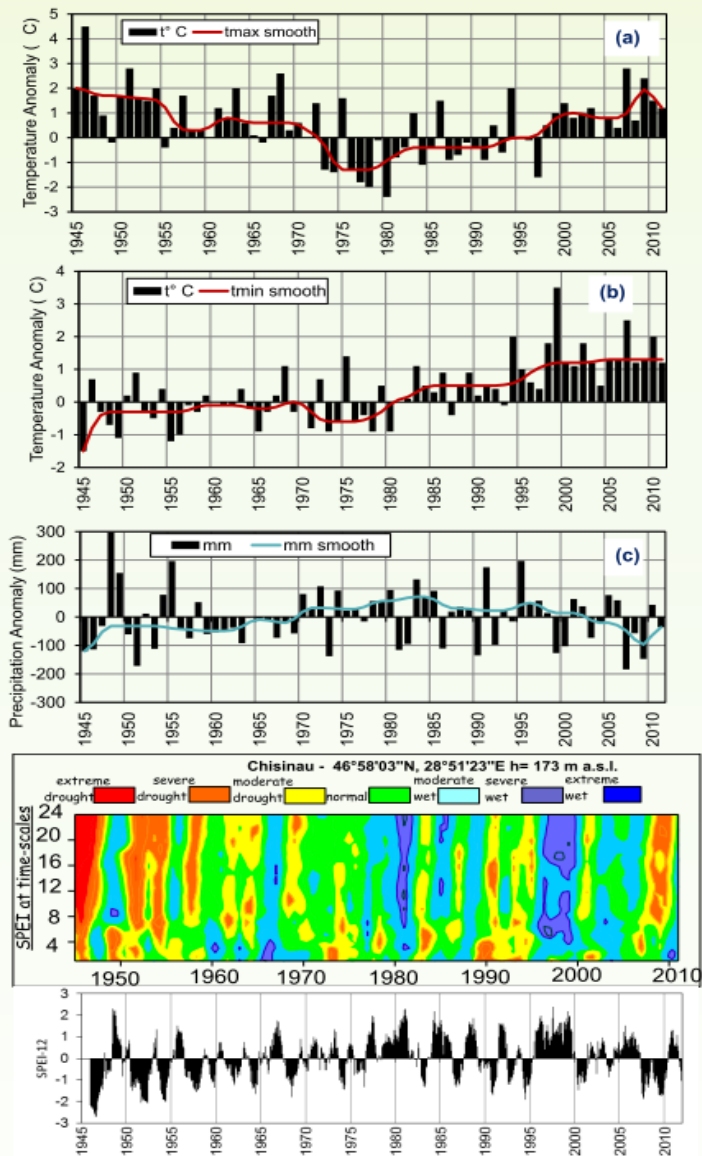 5
4
3
2
1
0
-1
-2
-3
Temperature Anomaly ( C)
t° C tmax smooth
(a)
1945 1950 1955 1960 1965 1970 1975 1980 1985 1990 1995 2000 2005 2010
4
3
2
1
0
-1
-2
Temperature Anomaly ( C)
t° C tmin smooth
(b)
1945 1950 1955 1960 1965 1970 1975 1980 1985 1990 1995 2000 2005 2010
300
200
100
0
-100
-200
-300
Precipitation Anomaly (mm)
mm mm smooth
(c)
1945 1950 1955 1960 1965 1970 1975 1980 1985 1990 1995 2000 2005 2010
Chisinau - 46°58'03"N, 28°51'23"E h= 173 m a.s.l.
extreme severe moderate moderate severe extreme
drought drought drought normal wet wet wet
SPEI at time-scales
24
20
16
12
8
4
1950 1960 1970 1980 1990 2000 2010
3
2
1
0
-1
-2
-3
SPEI-12
1945 1950 1955 1960 1965 1970 1975 1980 1985 1990 1995 2000 2005 2010